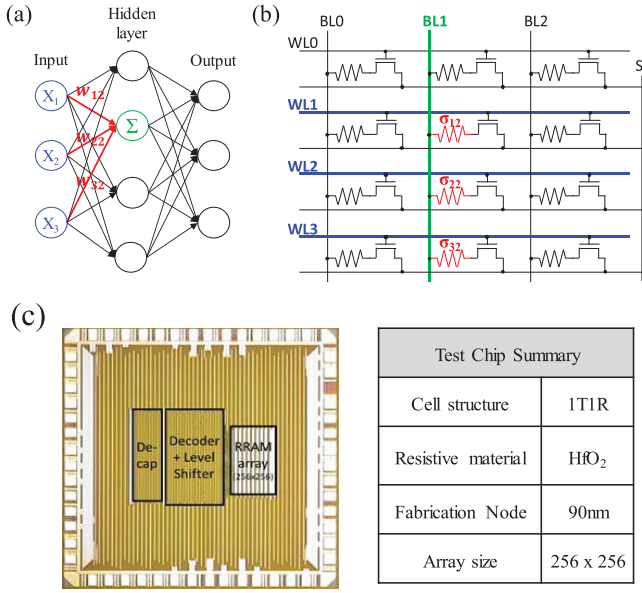 (a)
Hidden
layer
Input
Output
X1
X2
X3
w12
w22
w32
Σ
(b)
BL0
BL1
BL2
WL0
S
WL1
σ12
WL2
σ22
WL3
σ32
(c)
De-
cap
Decoder
+ Level
Shifter
RRAM
array
(256x256)
Test Chip Summary
Cell structure 1T1R
Resistive material HfO2
Fabrication Node 90nm
Array size 256 x 256